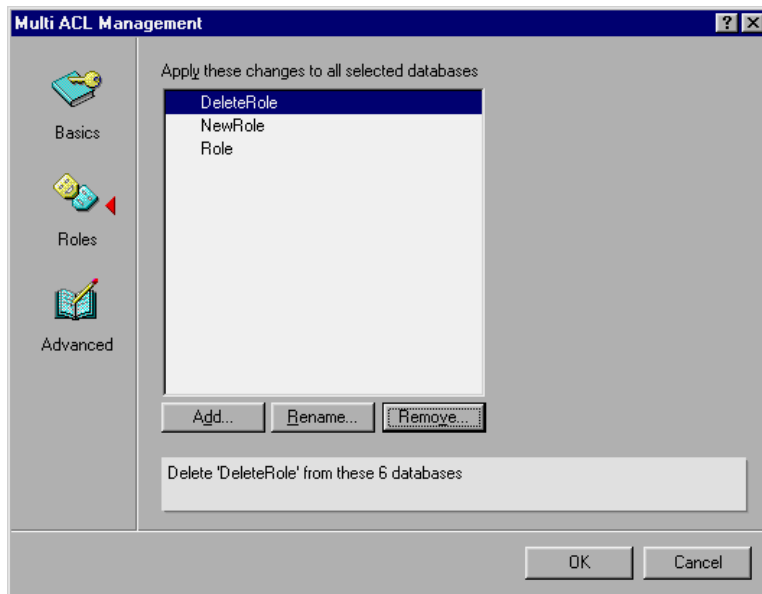 Multi ACL Management
Basics
Roles
Advanced
Apply these changes to all selected databases
DeleteRole
NewRole
Role
Add...
Rename...
Remove...
Delete 'DeleteRole' from these 6 databases
OK
Cancel